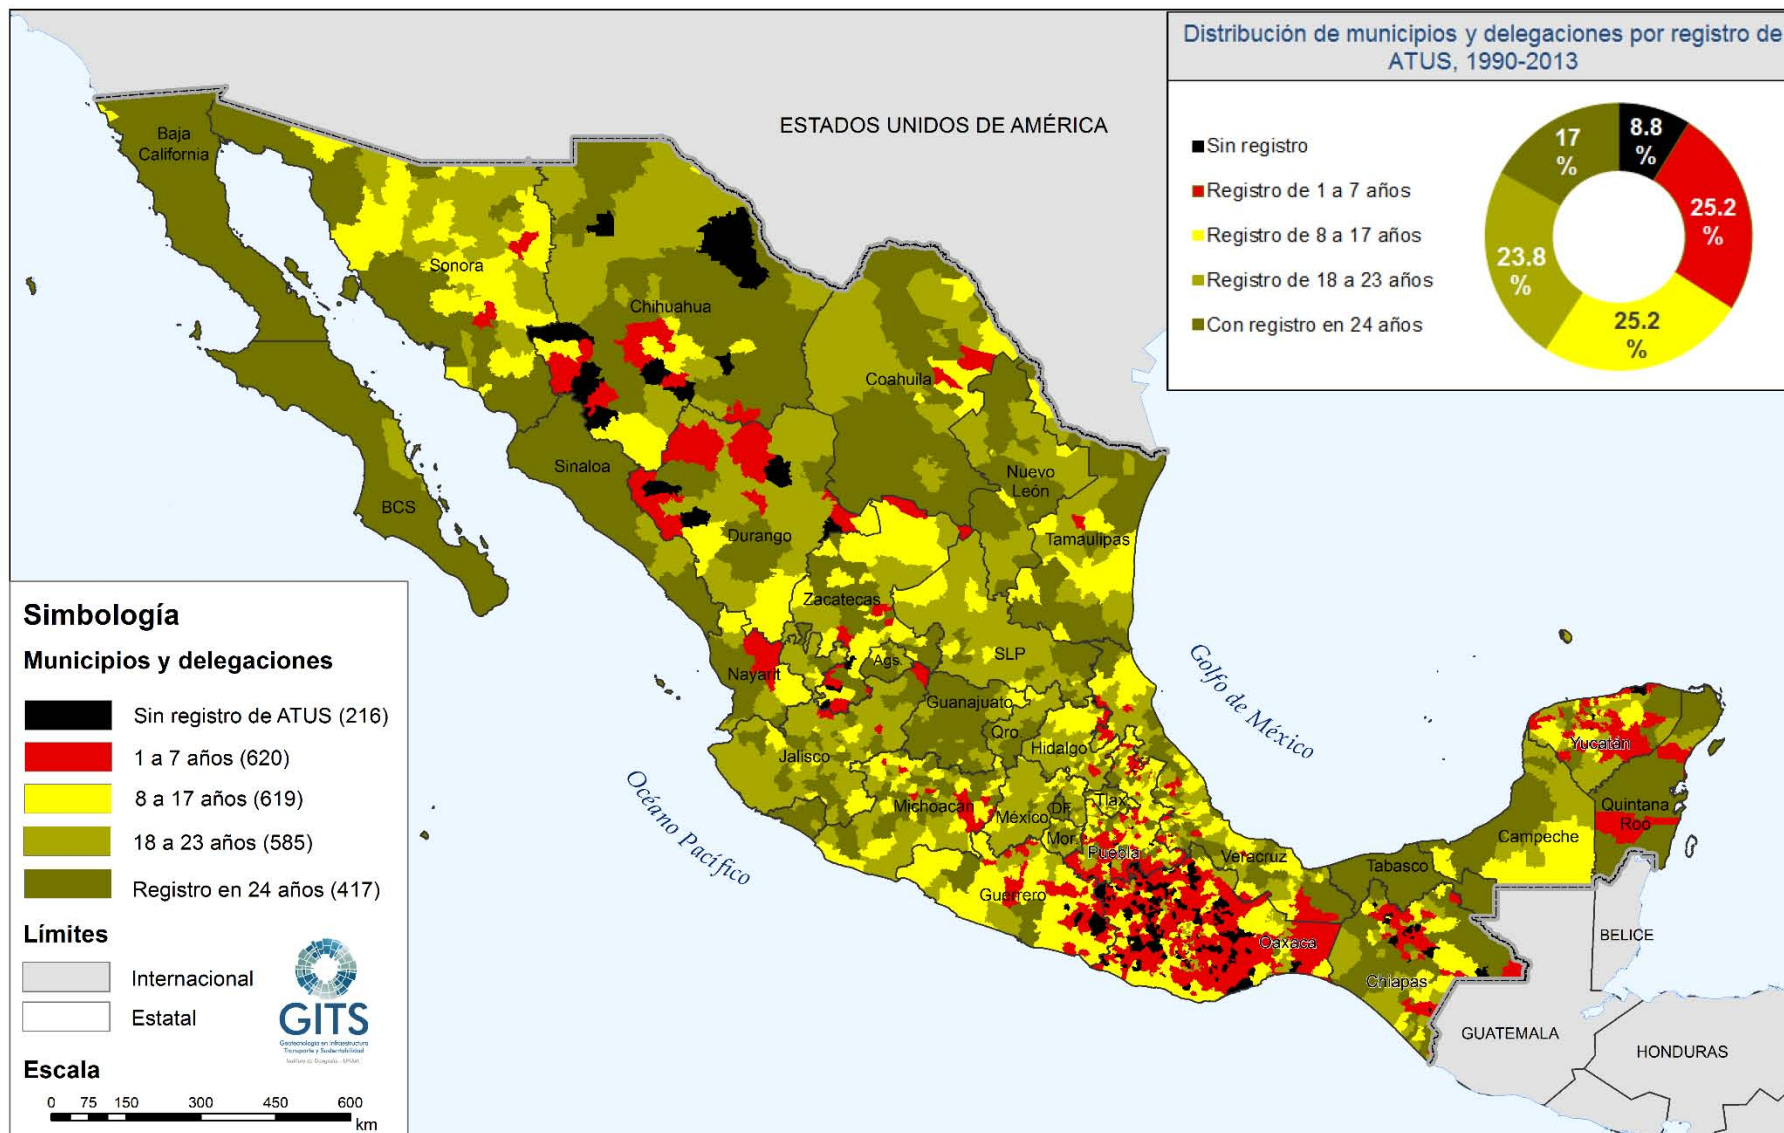 Distribución de municipios y delegaciones por registro de
ATUS, 1990-2013
Sin registro
Registro de 1 a 7 años
Registro de 8 a 17 años
Registro de 18 a 23 años
Con registro en 24 años
8.8
%
25.2
%
25.2
%
23.8
%
17
%
ESTADOS UNIDOS DE AMÉRICA
Baja
California
Sonora
Chihuahua
Coahuila
Sinaloa
BCS
Durango
Nuevo
León
Tamaulipas
Zacatecas
SLP
Ags.
Nayarit
Guanajuato
Qro.
Hidalgo
Jalisco
Michoacán
México
DF
Tlax.
Mor.
Puebla
Veracruz
Guerrero
Oaxaca
Tabasco
Chiapas
Campeche
Yucatán
Quintana
Roo
Golfo de México
Océano Pacífico
BELICE
GUATEMALA
HONDURAS
Simbología
Municipios y delegaciones
Sin registro de ATUS (216)
1 a 7 años (620)
8 a 17 años (619)
18 a 23 años (585)
Registro en 24 años (417)
Límites
Internacional
Estatal
GITS
Geotecnología en Infraestructura
Transporte y Sustentabilidad
Escala
0 75 150 300 450 600
km